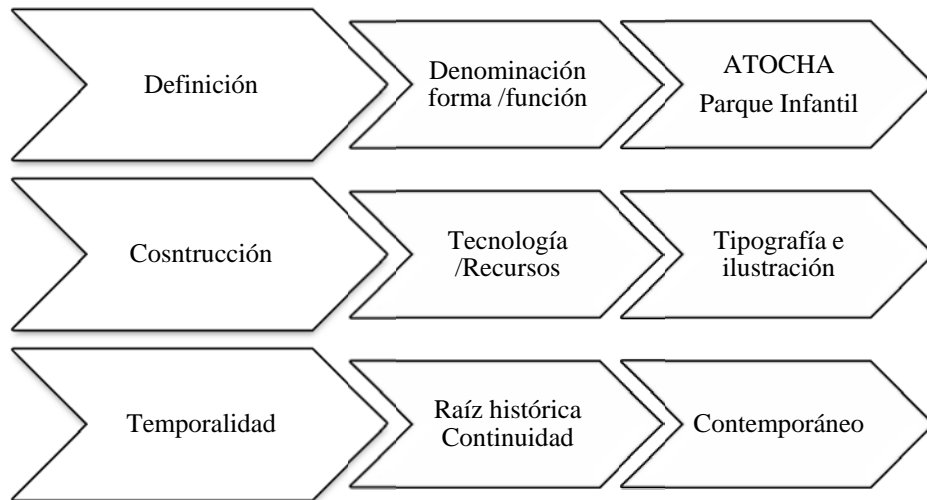 Definición
Denominación
forma /función
ATOCHA
Parque Infantil
Cosntrucción
Tecnología
/Recursos
Tipografía e
ilustración
Temporalidad
Raíz histórica
Continuidad
Contemporáneo